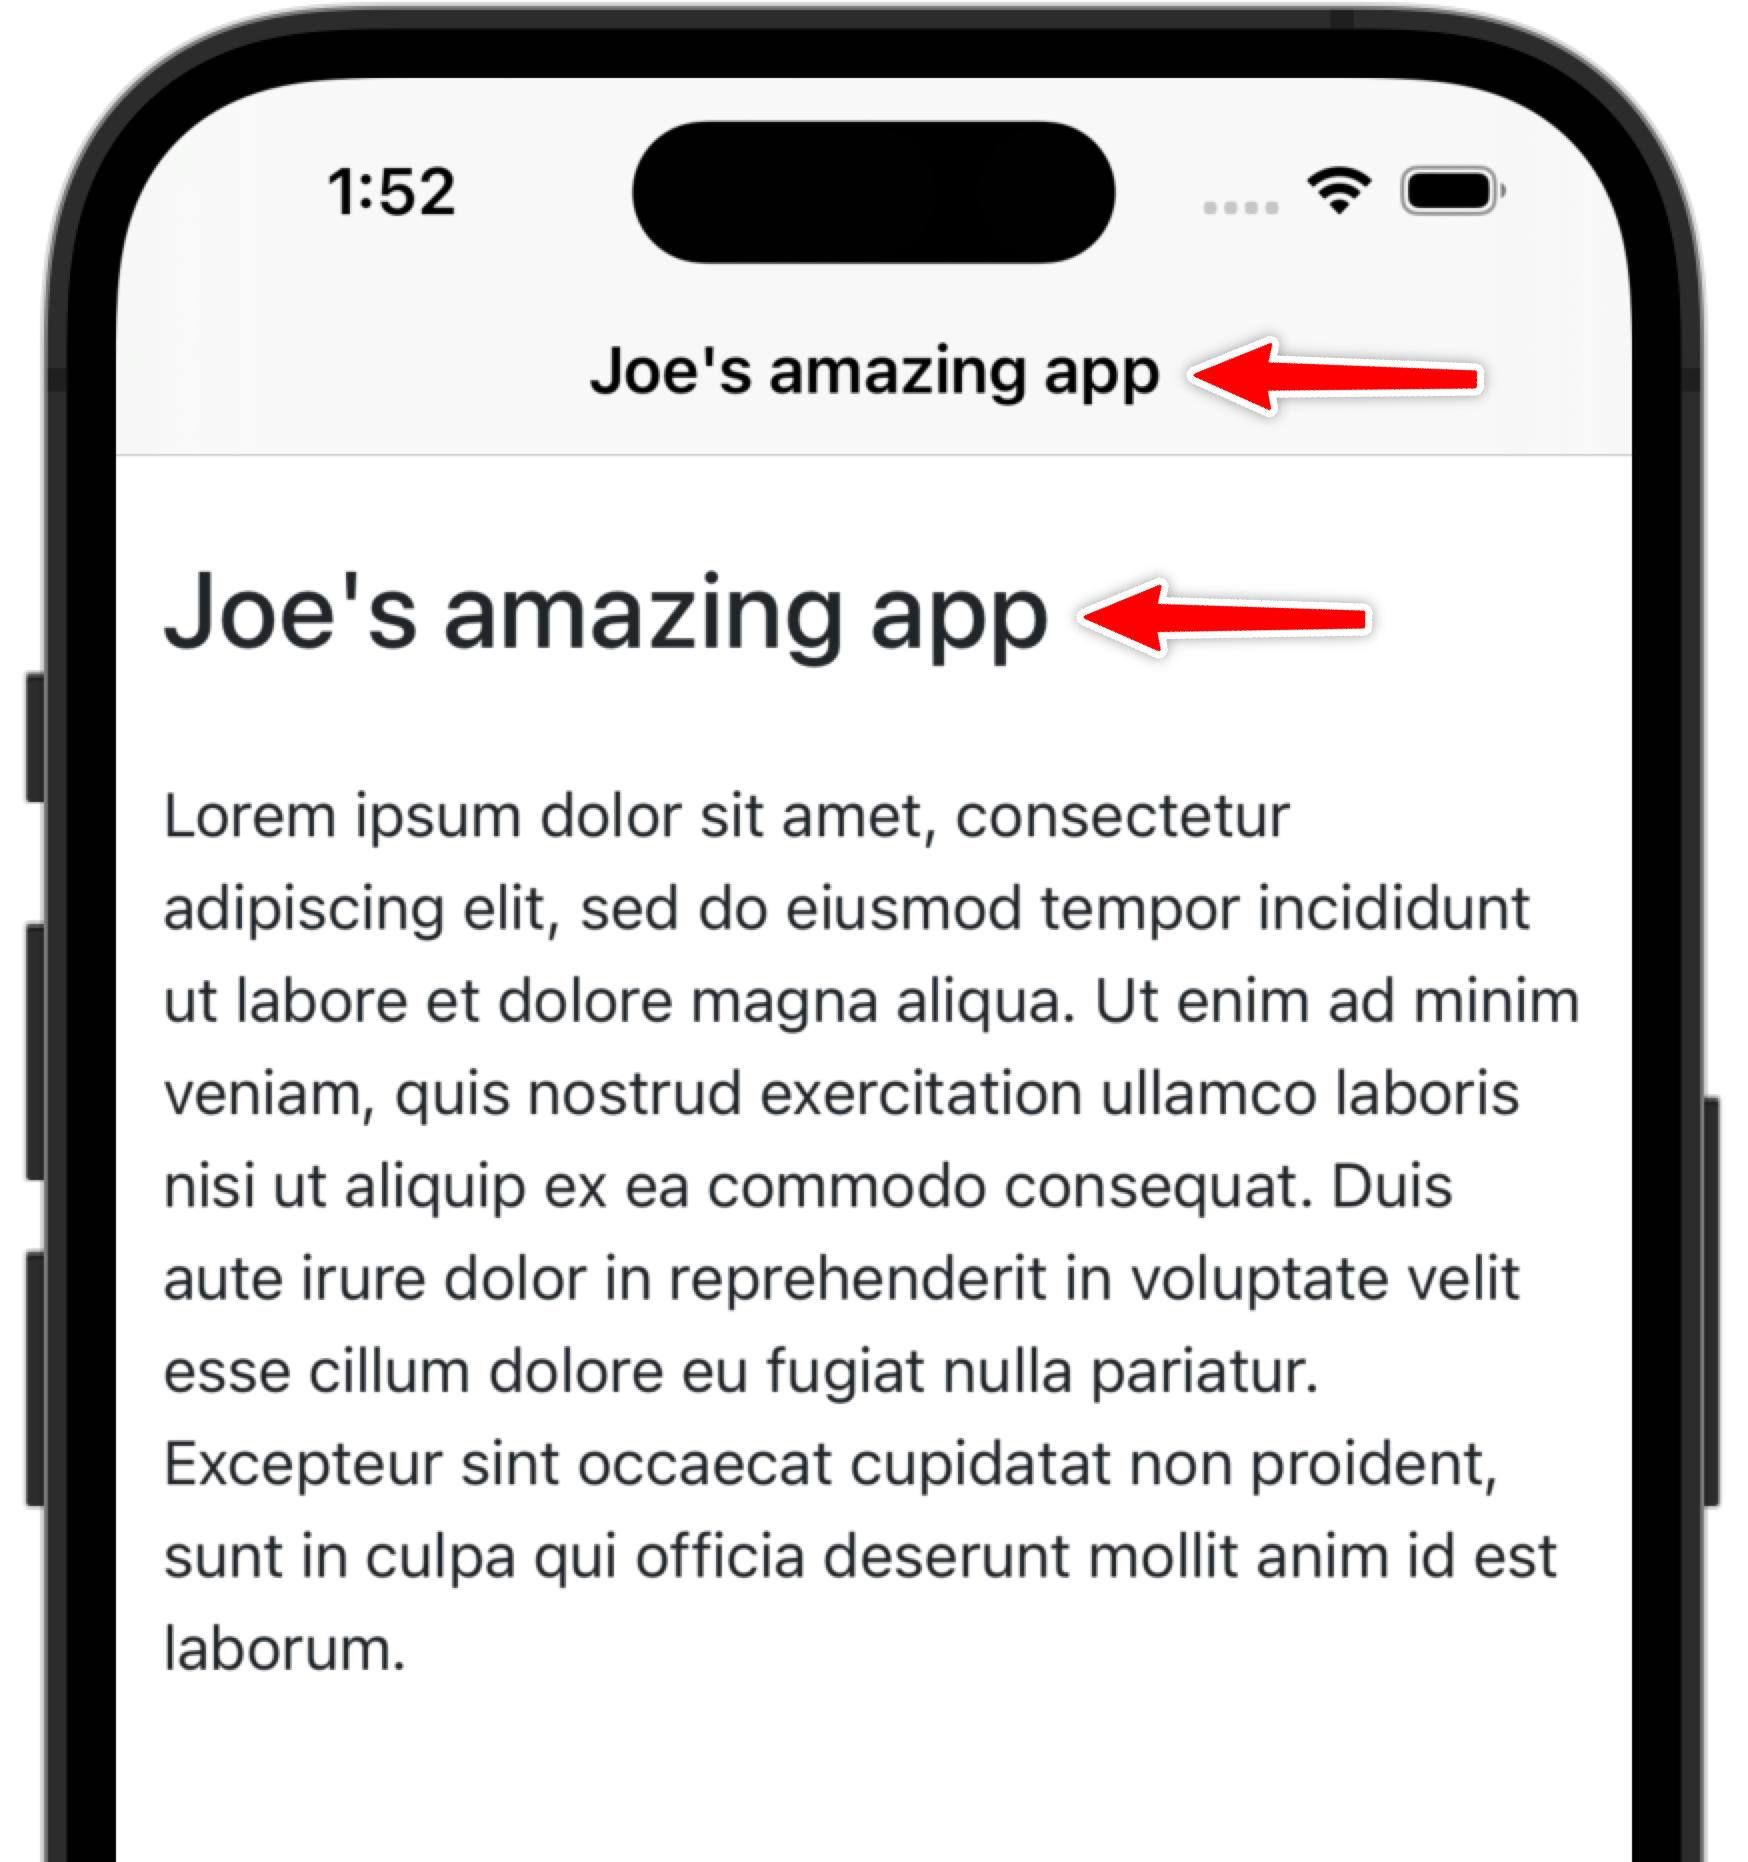 1:52
Joe's amazing app
Joe's amazing app
Lorem ipsum dolor sit amet, consectetur
adipiscing elit, sed do eiusmod tempor incididunt
ut labore et dolore magna aliqua. Ut enim ad minim
veniam, quis nostrud exercitation ullamco laboris
nisi ut aliquip ex ea commodo consequat. Duis
aute irure dolor in reprehenderit in voluptate velit
esse cillum dolore eu fugiat nulla pariatur.
Excepteur sint occaecat cupidatat non proident,
sunt in culpa qui officia deserunt mollit anim id est
laborum.